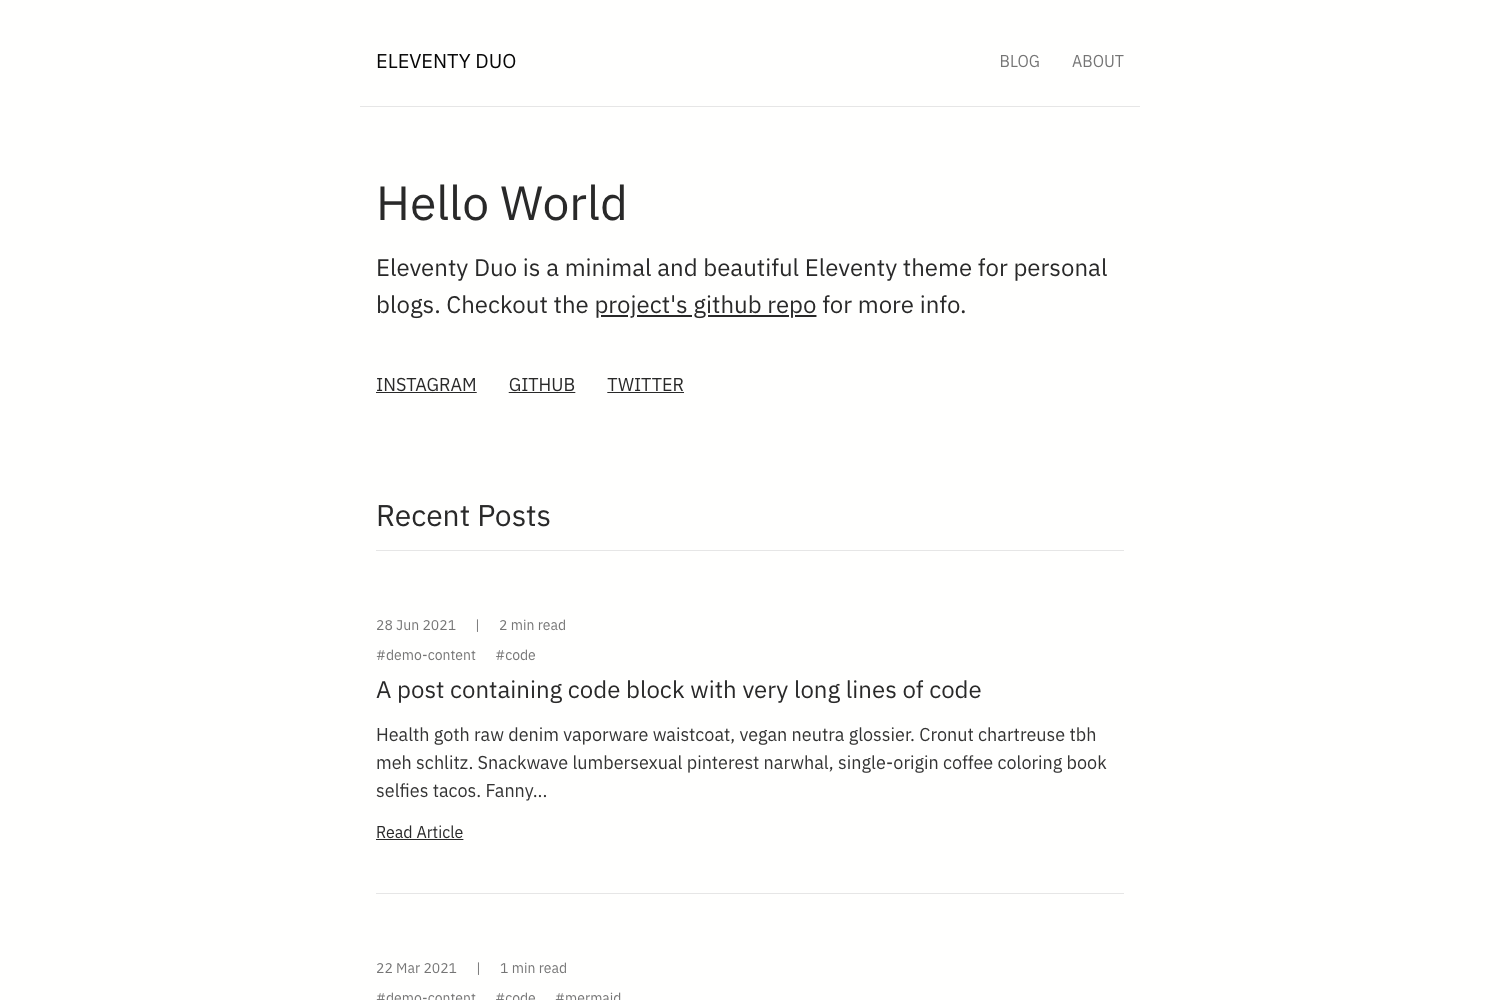 ELEVENTY DUO
BLOG ABOUT
Hello World
Eleventy Duo is a minimal and beautiful Eleventy theme for personal
blogs. Checkout the project's github repo for more info.
INSTAGRAM GITHUB TWITTER
Recent Posts
28 Jun 2021 | 2 min read
#demo-content #code
A post containing code block with very long lines of code
Health goth raw denim vaporware waistcoat, vegan neutra glossier. Cronut chartreuse tbh
meh schlitz. Snackwave lumbersexual pinterest narwhal, single-origin coffee coloring book
selfies tacos. Fanny...
Read Article
22 Mar 2021 | 1 min read
#demo-content #code #mermaid